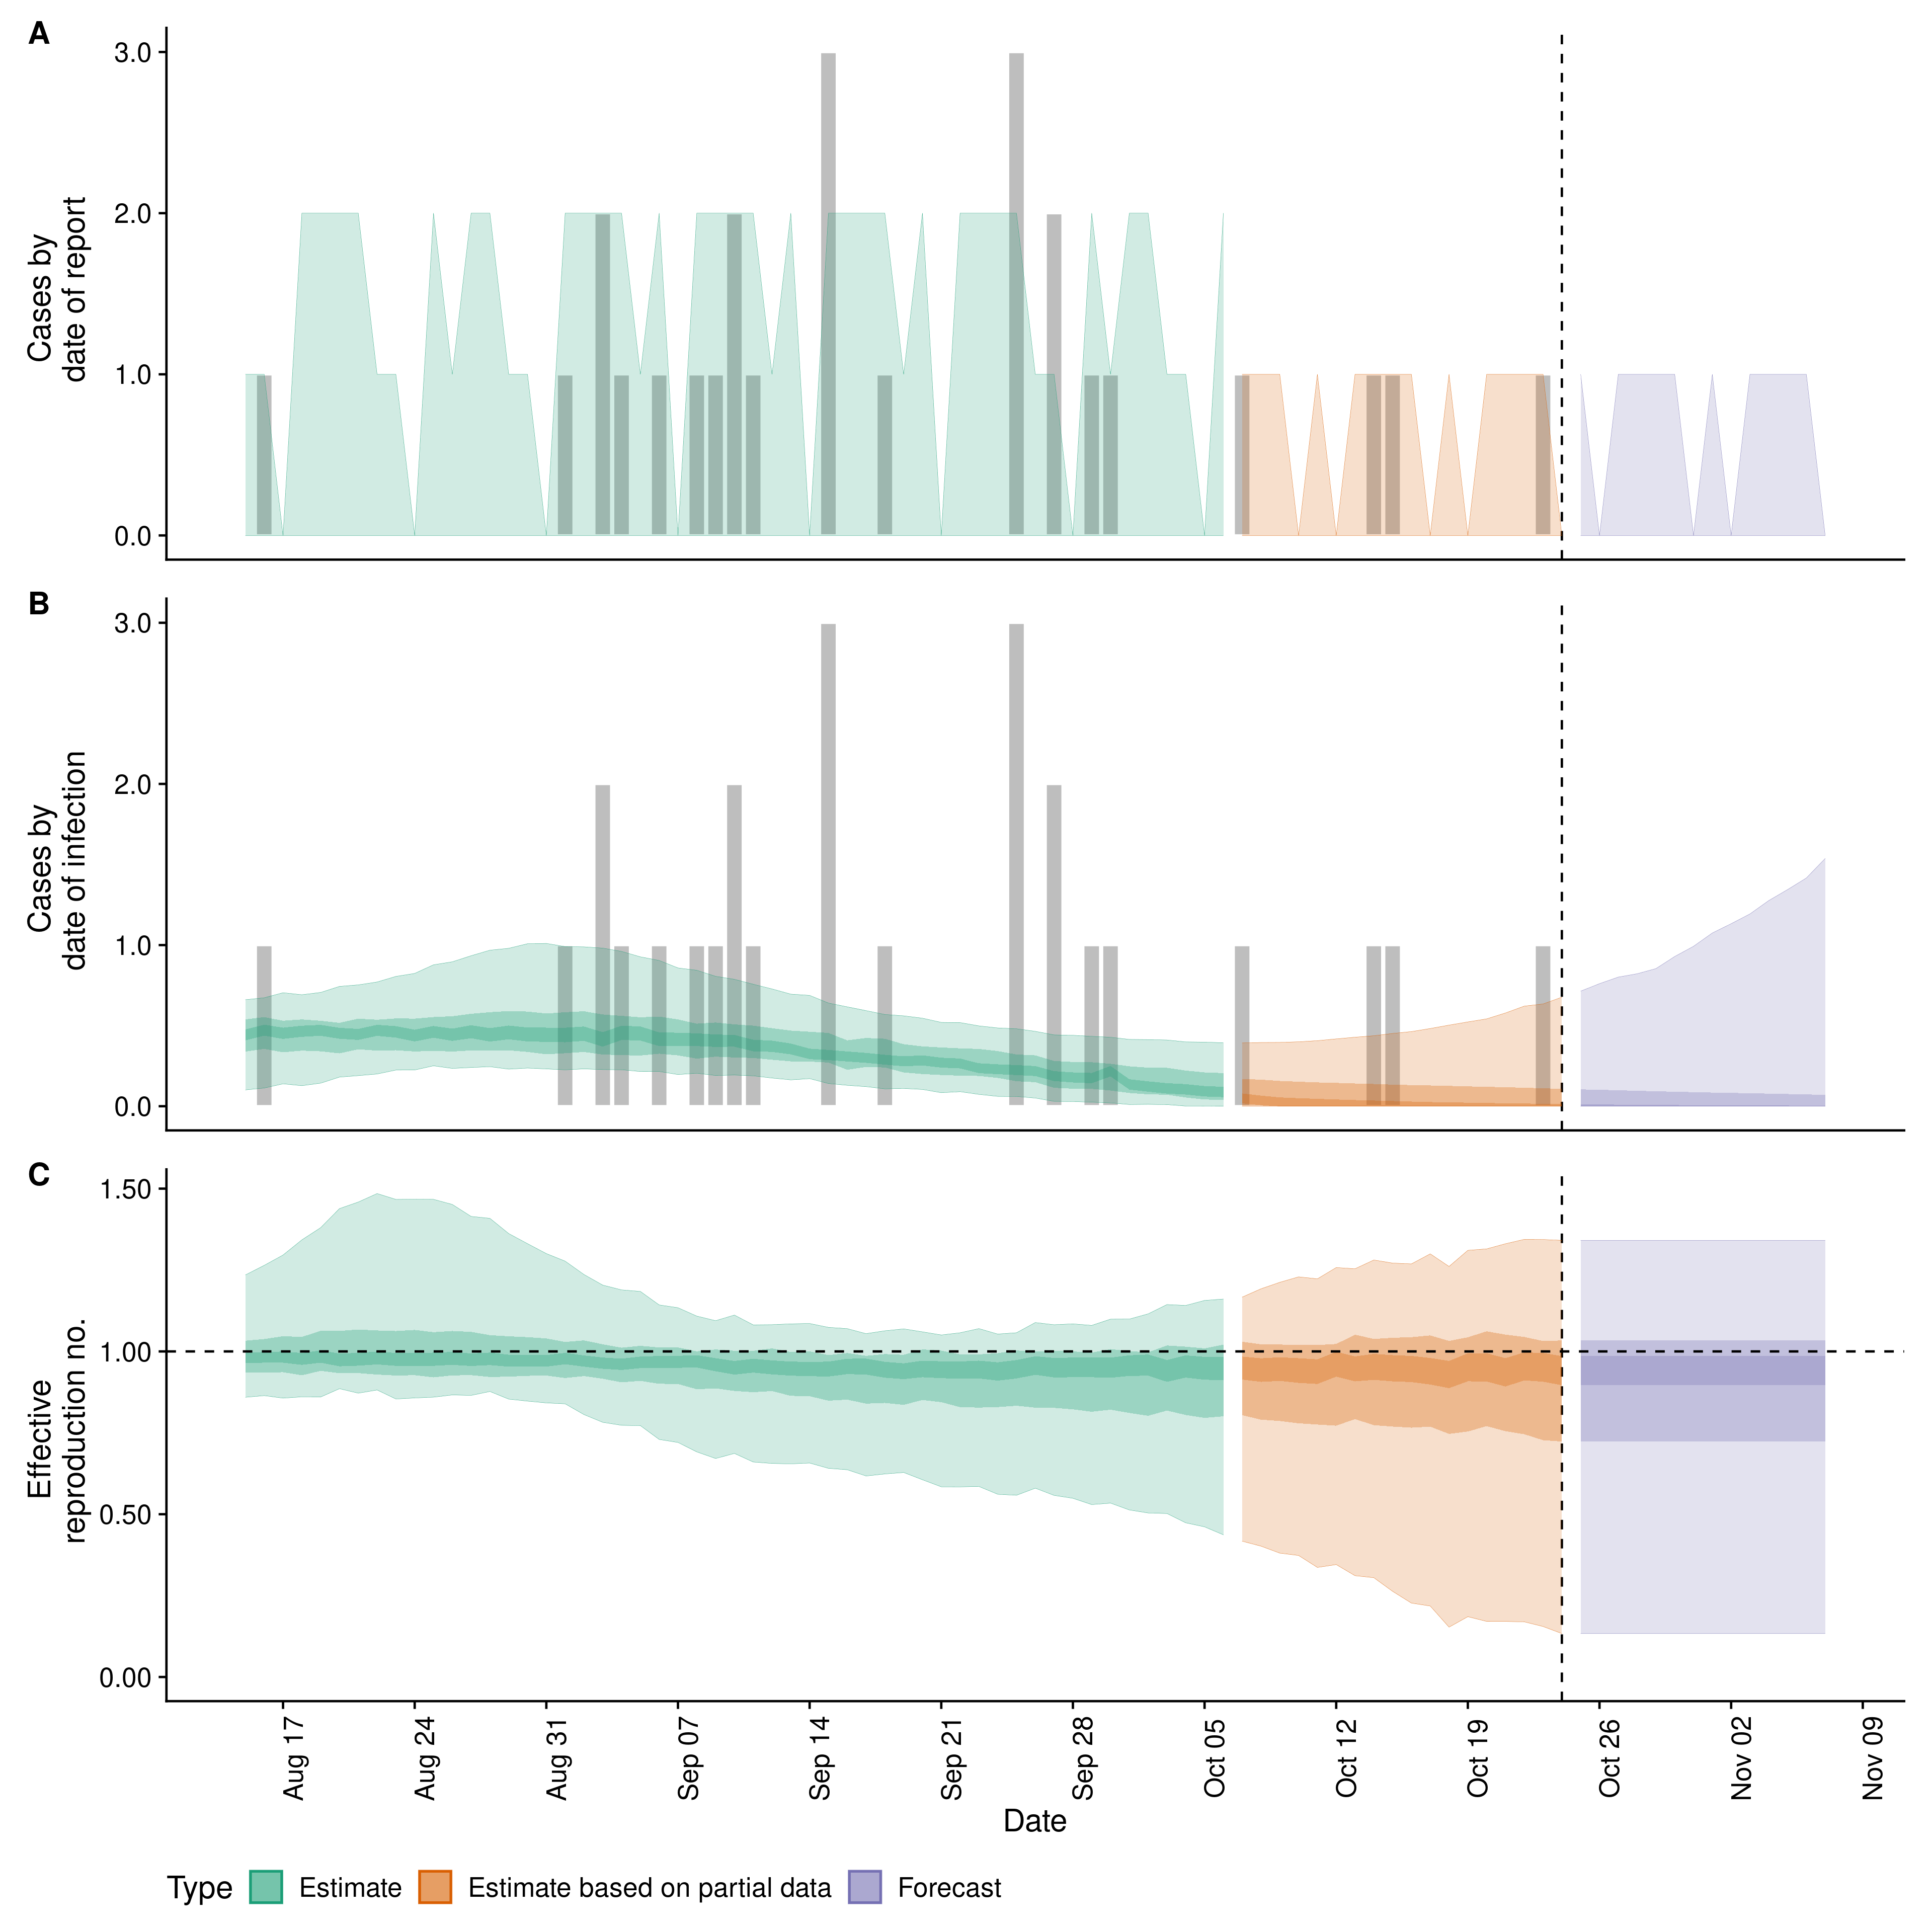 A
3.0
2.0
1.0
0.0
Cases by
date of report
B
3.0
2.0
1.0
0.0
Cases by
date of infection
C
1.50
1.00
0.50
0.00
Effective
reproduction no.
Aug 17
Aug 24
Aug 31
Sep 07
Sep 14
Sep 21
Sep 28
Oct 05
Oct 12
Oct 19
Oct 26
Nov 02
Nov 09
Date
Type Estimate Estimate based on partial data Forecast